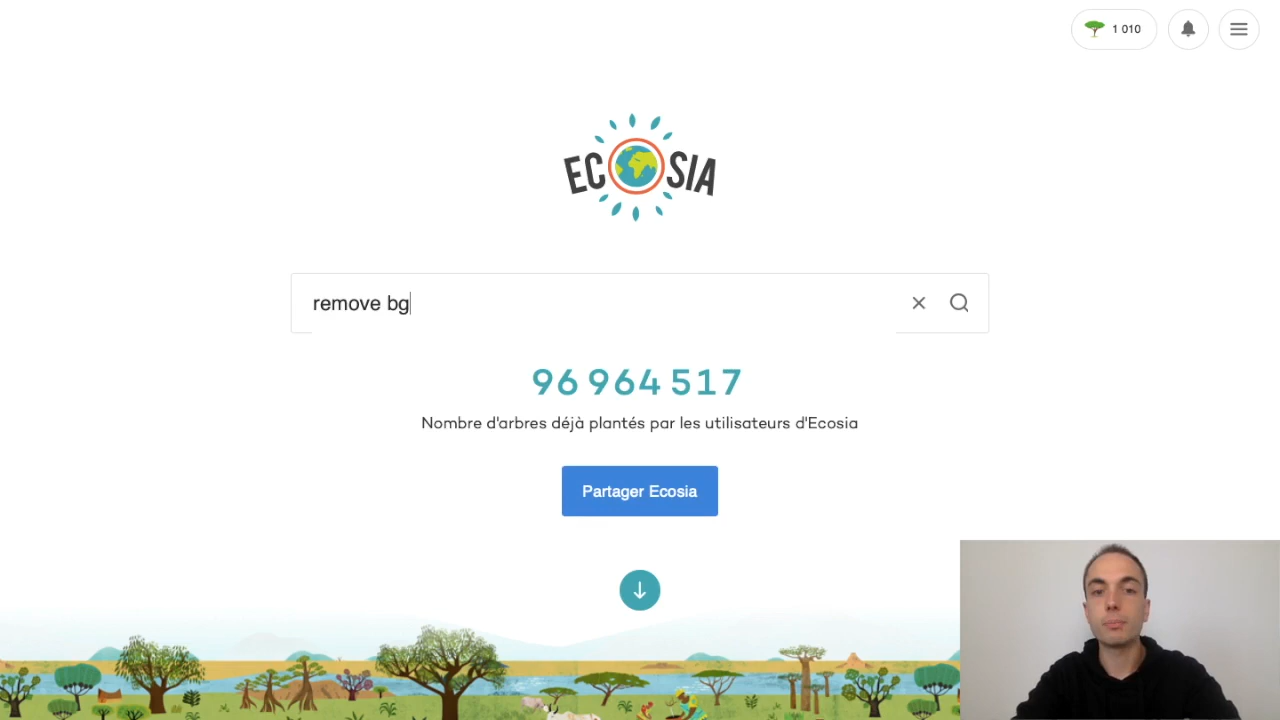 1 010
ECOSIA
remove bg
96 964 517
Nombre d'arbres déjà plantés par les utilisateurs d'Ecosia
Partager Ecosia